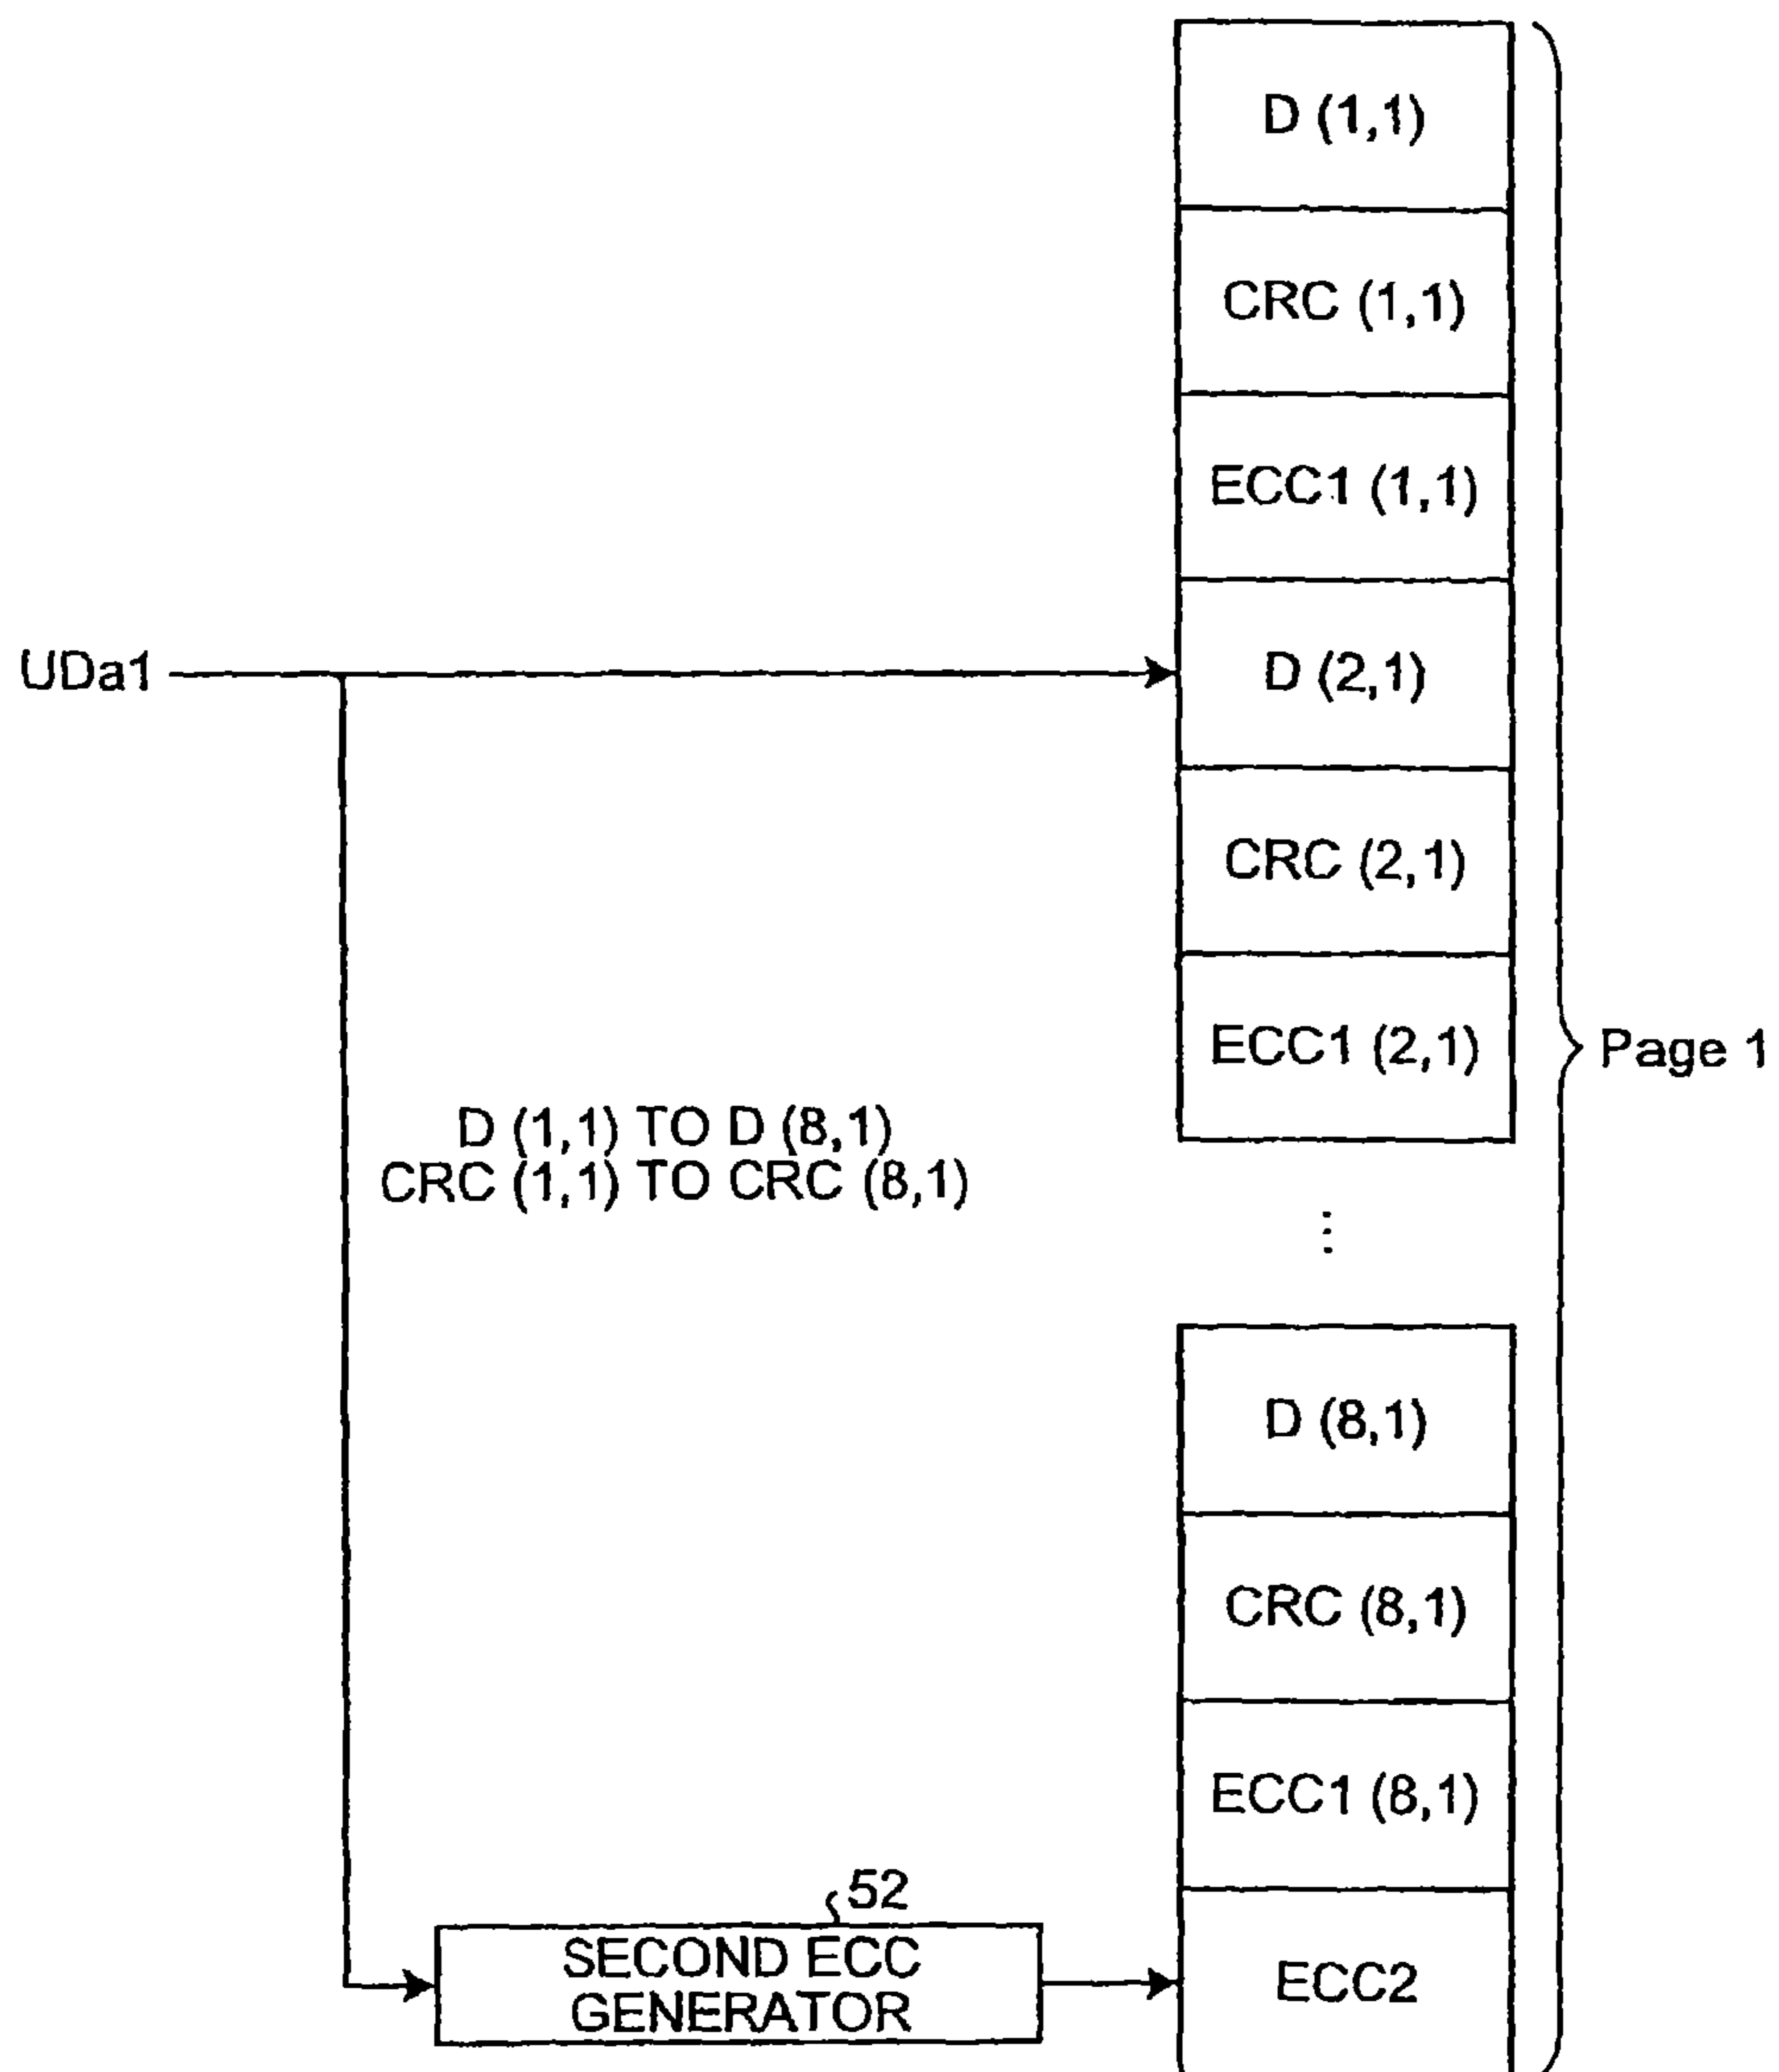 D (1,1)
CRC (1,1)
ECC1 (1,1)
UDa1
D (2,1)
CRC (2,1)
ECC1 (2,1)
Page 1
D (1,1) TO D (8,1)
CRC (1,1) TO CRC (8,1)
⋮
D (8,1)
CRC (8,1)
ECC1 (8,1)
52
SECOND ECC
GENERATOR
ECC2